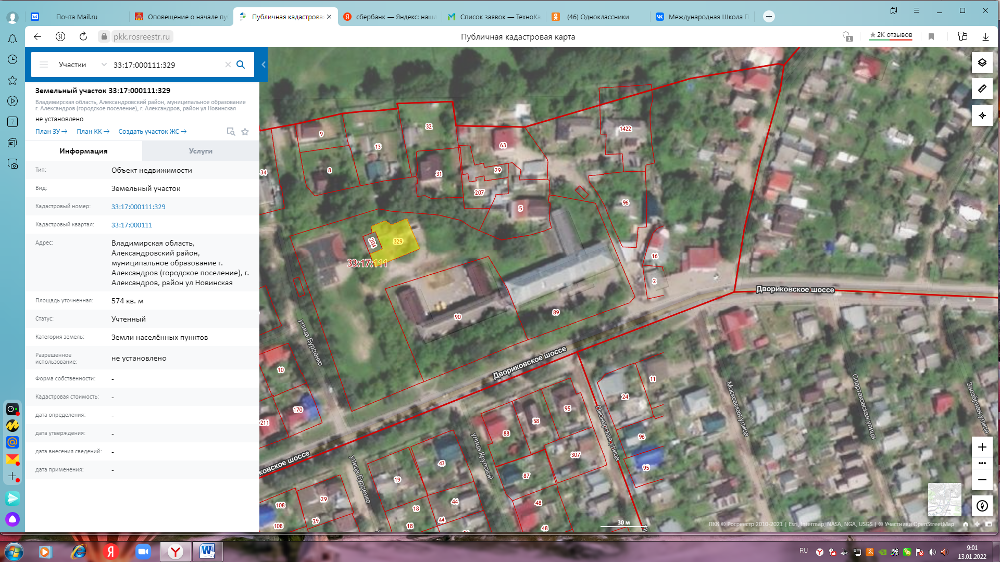 Почта Mail.ru
Оповещение о начале пу
Публичная кадастрова
сбербанк — Яндекс: наш
Список заявок — ТехноКа
(46) Одноклассники
Международная Школа П
pkk.rosreestr.ru
Публичная кадастровая карта
1
2К отзывов
Участки
33:17:000111:329
Земельный участок 33:17:000111:329
Владимирская область, Александровский район, муниципальное образование
г. Александров (городское поселение), г. Александров, район ул Новинская
не установлено
План ЗУ →
План КК →
Создать участок ЖС →
Информация
Услуги
Тип:
Объект недвижимости
Вид:
Земельный участок
Кадастровый номер:
33:17:000111:329
Кадастровый квартал:
33:17:000111
Адрес:
Владимирская область,
Александровский район,
муниципальное образование г.
Александров (городское поселение), г.
Александров, район ул Новинская
Площадь уточненная:
574 кв. м
Статус:
Учтенный
Категория земель:
Земли населённых пунктов
Разрешенное
использование:
не установлено
Форма собственности:
-
Кадастровая стоимость:
-
дата определения:
-
дата утверждения:
-
дата внесения сведений:
-
дата применения:
-
7
9
32
13
63
1422
34
8
31
29
207
5
96
204
329
33:17:111
16
2
90
89
Двориковское шоссе
улица Бурденко
Двориковское шоссе
10
11
170
211
24
95
58
88
96
307
95
43
87
19
Пионерская улица
Московская улица
Спартаковская улица
Заозёрная улица
улица Крупской
ковское шоссе
улица Бурденко
108
29
44
48
18
29
44
108
18
48
30 м
ПКК © Росреестр 2010-2021 | Esri, Intermap, NASA, NGA, USGS | © Участники OpenStreetMap
RU
9:01
13.01.2022